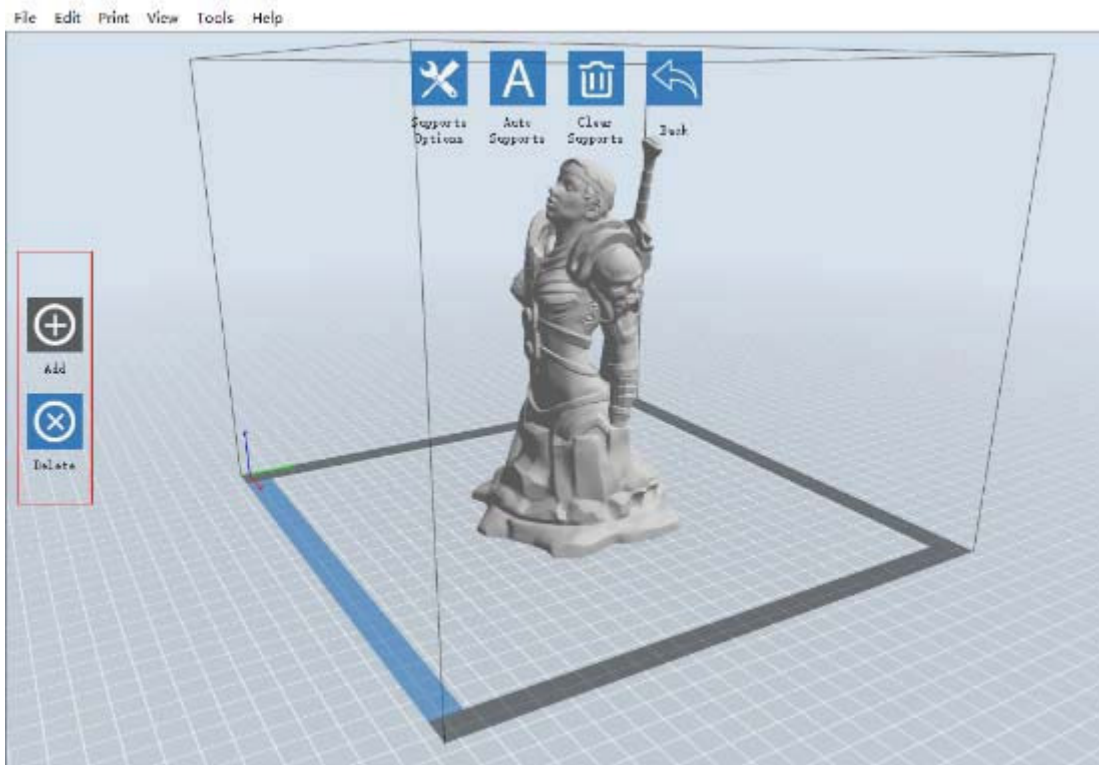 File Edit Print View Tools Help
Supports
Options
Auto
Supports
A
Clear
Supports
Back
Add
Delete